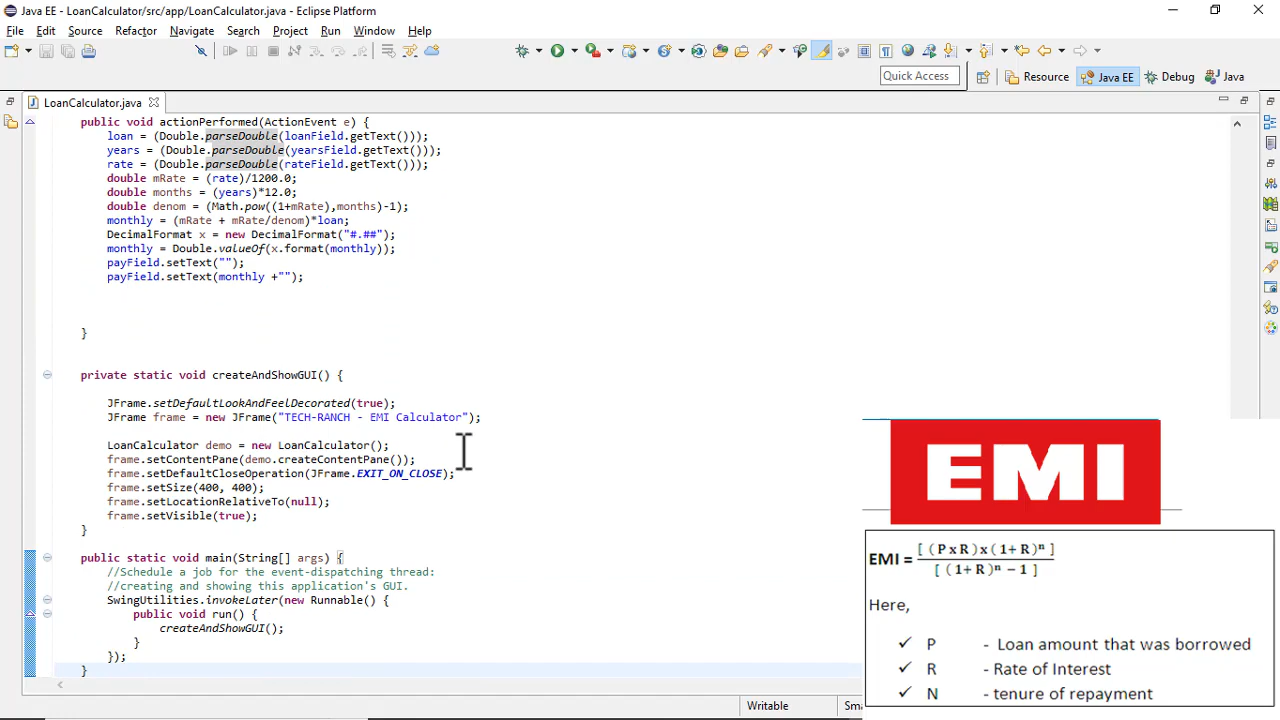 Java EE - LoanCalculator/src/app/LoanCalculator.java - Eclipse Platform
File Edit Source Refactor Navigate Search Project Run Window Help
Quick Access Resource Java EE Debug Java
LoanCalculator.java
public void actionPerformed(ActionEvent e) {
loan = (Double.parseDouble(loanField.getText()));
years = (Double.parseDouble(yearsField.getText()));
rate = (Double.parseDouble(rateField.getText()));
double mRate = (rate)/1200.0;
double months = (years)*12.0;
double denom = (Math.pow((1+mRate),months)-1);
monthly = (mRate + mRate/denom)*loan;
DecimalFormat x = new DecimalFormat("#.##");
monthly = Double.valueOf(x.format(monthly));
payField.setText("");
payField.setText(monthly +"");
}
private static void createAndShowGUI() {
JFrame.setDefaultLookAndFeelDecorated(true);
JFrame frame = new JFrame("TECH-RANCH - EMI Calculator");
LoanCalculator demo = new LoanCalculator();
frame.setContentPane(demo.createContentPane());
frame.setDefaultCloseOperation(JFrame.EXIT_ON_CLOSE);
frame.setSize(400, 400);
frame.setLocationRelativeTo(null);
frame.setVisible(true);
}
public static void main(String[] args) {
//Schedule a job for the event-dispatching thread:
//creating and showing this application's GUI.
SwingUtilities.invokeLater(new Runnable() {
public void run() {
createAndShowGUI();
}
});
}
Writable
EMI
EMI = [ ( P x R ) x ( 1+ R )ⁿ ]
[ ( 1+ R )ⁿ – 1 ]
Here,
✓ P - Loan amount that was borrowed
✓ R - Rate of Interest
✓ N - tenure of repayment